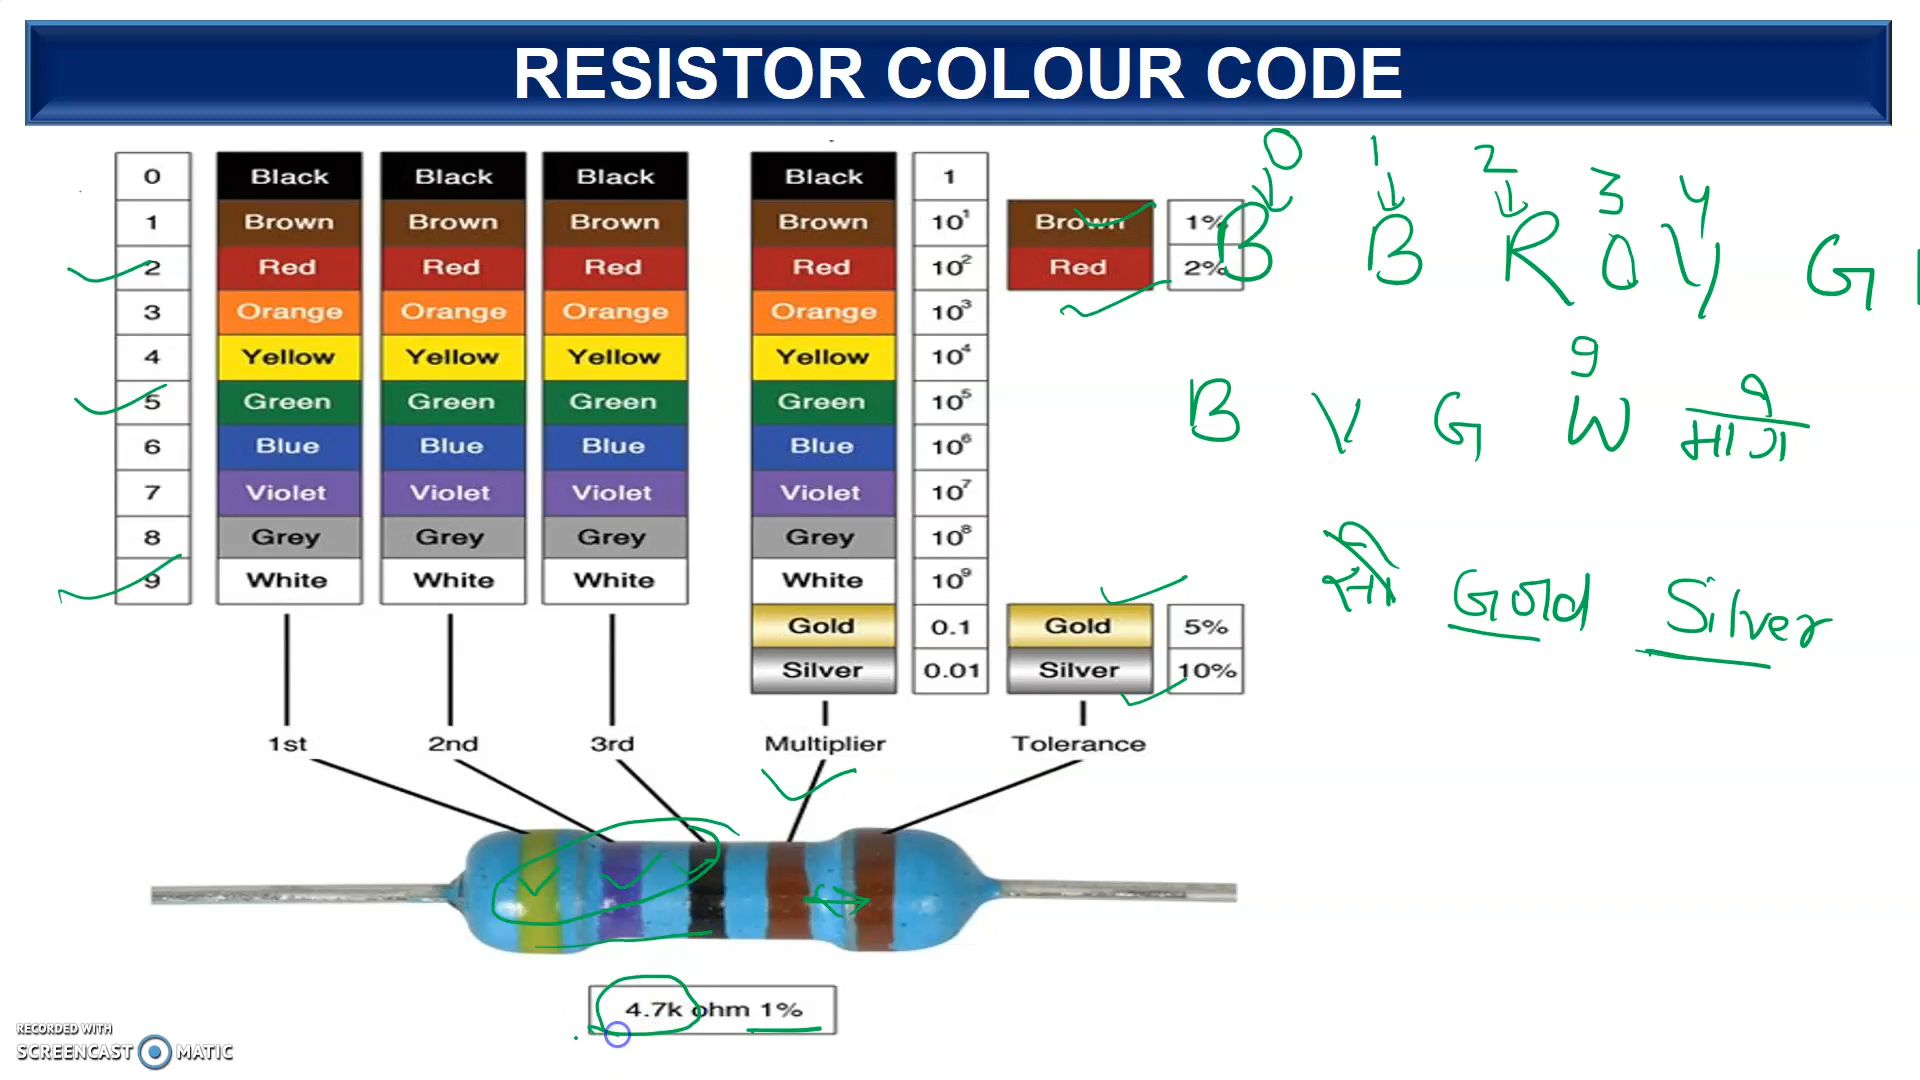 RESISTOR COLOUR CODE
0 Black Black Black Black 1
1 Brown Brown Brown Brown 10¹ Brown 1%
2 Red Red Red Red 10² Red 2%
3 Orange Orange Orange Orange 10³
4 Yellow Yellow Yellow Yellow 10⁴
5 Green Green Green Green 10⁵
6 Blue Blue Blue Blue 10⁶
7 Violet Violet Violet Violet 10⁷
8 Grey Grey Grey Grey 10⁸
9 White White White White 10⁹
Gold 0.1 Gold 5%
Silver 0.01 Silver 10%
1st 2nd 3rd Multiplier Tolerance
4.7k ohm 1%
0 1 2 3 4
B B R O Y G
9
B V G W
Gold Silver
RECORDED WITH
SCREENCAST MATIC